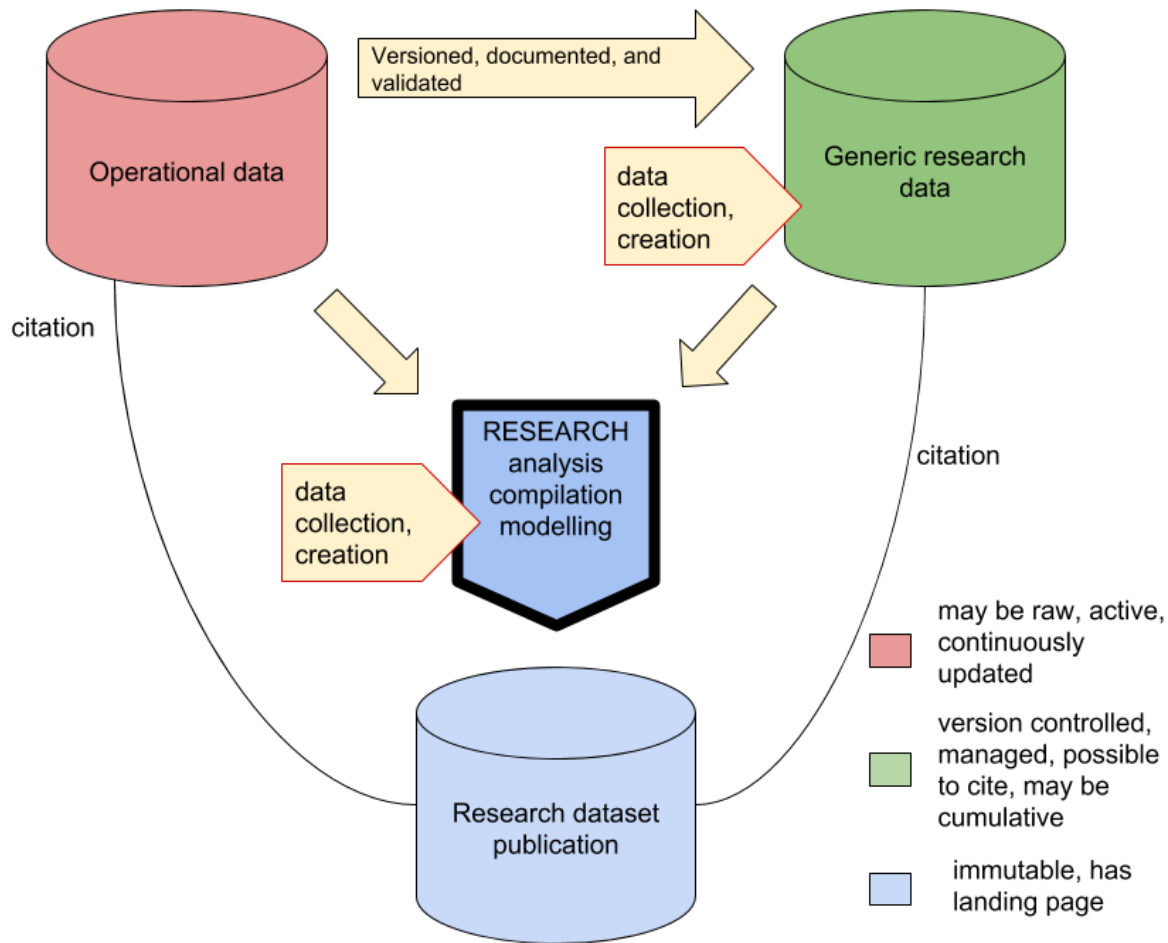 Versioned, documented, and
validated
Operational data
Generic research
data
data
collection,
creation
citation
RESEARCH
analysis
compilation
modelling
data
collection,
creation
citation
Research dataset
publication
may be raw, active,
continuously
updated
version controlled,
managed, possible
to cite, may be
cumulative
immutable, has
landing page